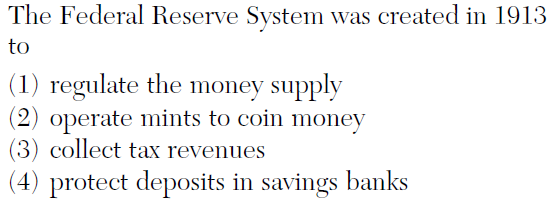 The Federal Reserve System was created in 1913
to
(1) regulate the money supply
(2) operate mints to coin money
(3) collect tax revenues
(4) protect deposits in savings banks